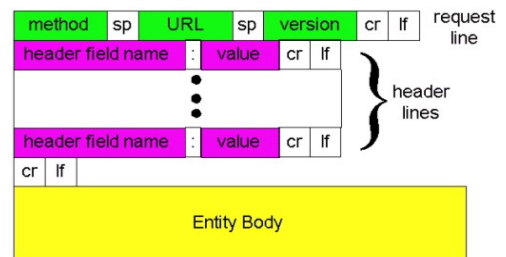 method sp URL sp version cr lf request line
header field name : value cr lf
header lines
header field name : value cr lf
cr lf
Entity Body